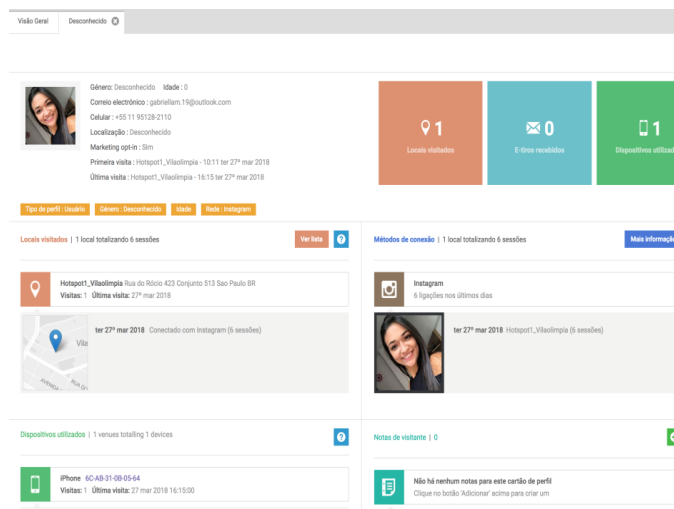 Visão Geral
Desconhecido
Género: Desconhecido Idade : 0
Correio electrónico : gabriellam.19@outlook.com
Celular : +55 11 95128-2110
Localização : Desconhecido
Marketing opt-in : Sim
Primeira visita : Hotspot1_Vilaolimpia - 10:11 ter 27º mar 2018
Última visita : Hotspot1_Vilaolimpia - 16:15 ter 27º mar 2018
1
Locais visitados
0
E-tiros recebidos
1
Dispositivos utilizad
Tipo de perfil : Usuário
Género : Desconhecido
Idade
Rede : Instagram
Locais visitados | 1 local totalizando 6 sessões
Ver lista
?
Hotspot1_Vilaolimpia Rua do Rócio 423 Conjunto 513 Sao Paulo BR
Visitas: 1 Última visita: 27º mar 2018
Vila
AVENIDA
RUA DO
ter 27º mar 2018 Conectado com Instagram (6 sessões)
Métodos de conexão | 1 local totalizando 6 sessões
Mais informação
Instagram
6 ligações nos últimos dias
ter 27º mar 2018 Hotspot1_Vilaolimpia (6 sessões)
Dispositivos utilizados | 1 venues totalling 1 devices
?
iPhone 6C-AB-31-0B-05-64
Visitas: 1 Última visita: 27 mar 2018 16:15:00
Notas de visitante | 0
Não há nenhum notas para este cartão de perfil
Clique no botão 'Adicionar' acima para criar um